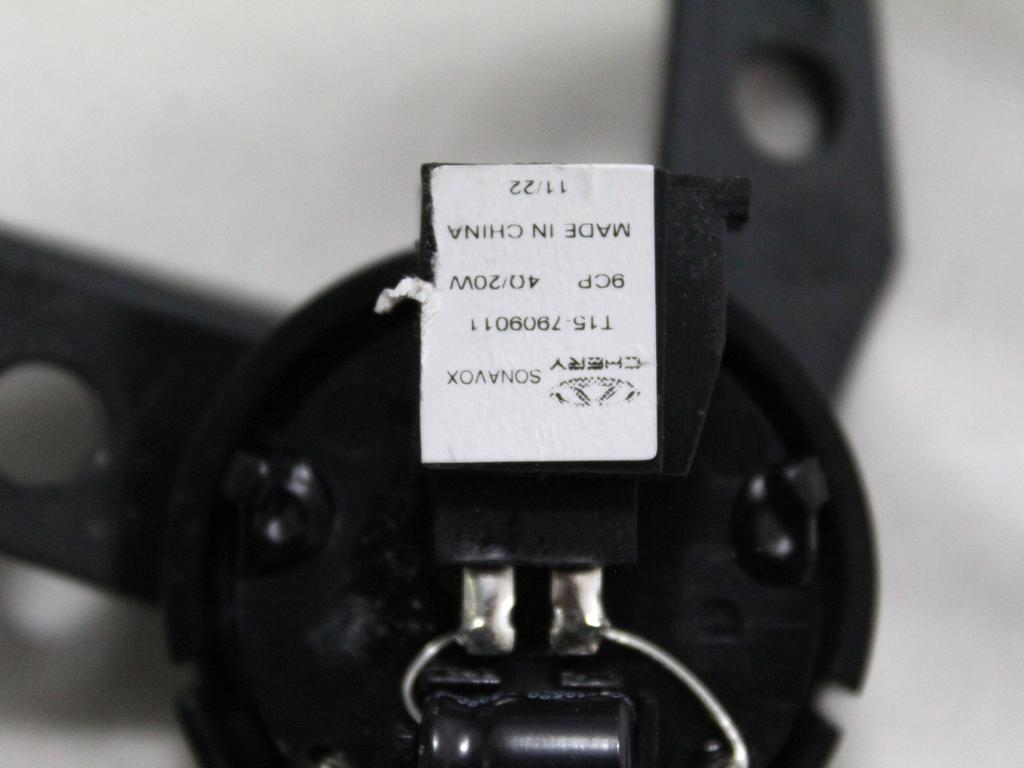 CHERY SONAVOX
T15-7909011
9CP 4Ω/20W
MADE IN CHINA
11/22